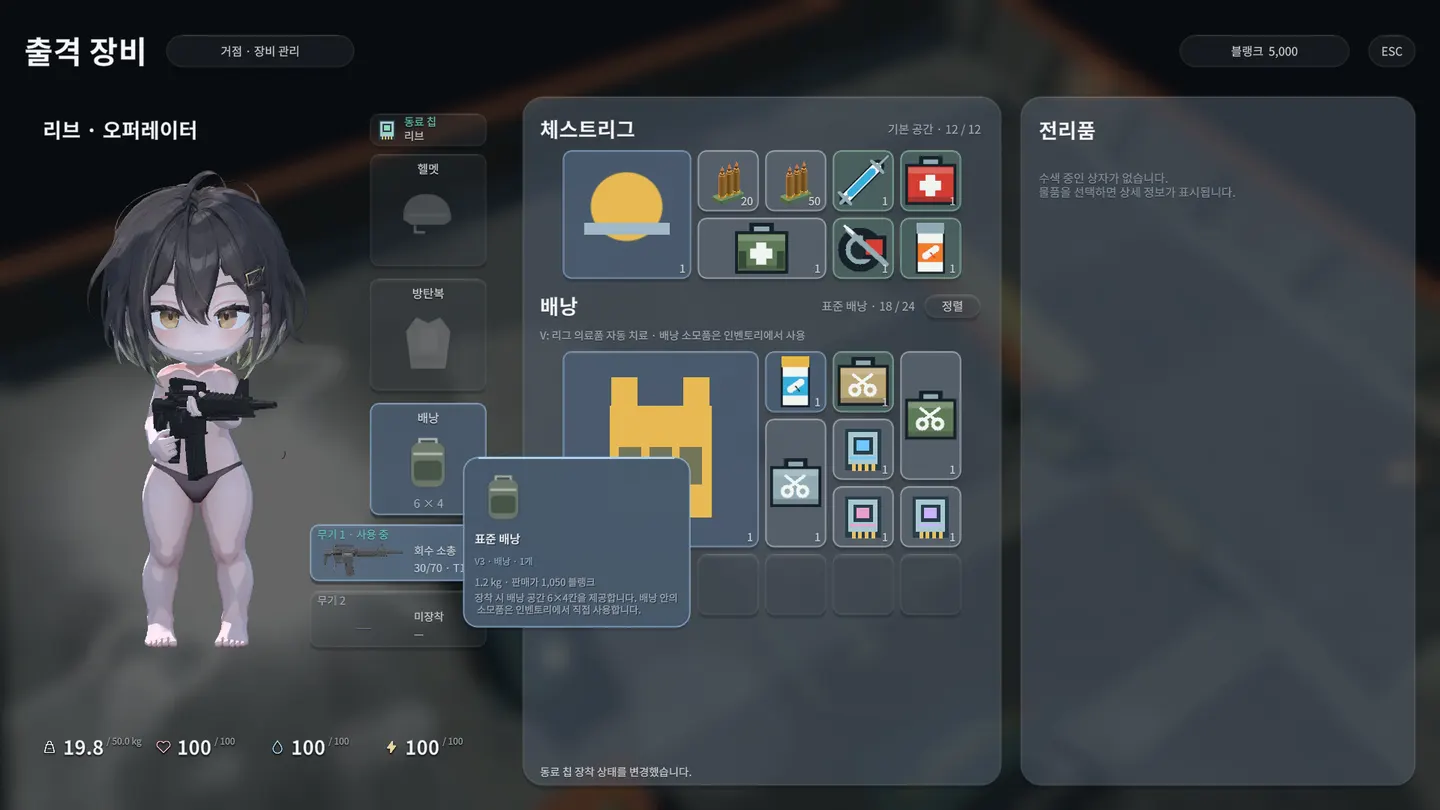 출격 장비
거점 · 장비 관리
블랭크 5,000
ESC
리브 · 오퍼레이터
동료 칩
리브
헬멧
방탄복
배낭
6 × 4
무기 1 · 사용 중
회수 소총
30/70 · T1
무기 2
미장착
—
체스트리그
기본 공간 · 12 / 12
20
50
1
1
1
1
1
1
배낭
표준 배낭 · 18 / 24
정렬
V: 리그 의료품 자동 치료 · 배낭 소모품은 인벤토리에서 사용
1
1
1
1
1
1
1
1
표준 배낭
V3 · 배낭 · 1개
1.2 kg · 판매가 1,050 블랭크
장착 시 배낭 공간 6×4칸을 제공합니다. 배낭 안의
소모품은 인벤토리에서 직접 사용합니다.
동료 칩 장착 상태를 변경했습니다.
전리품
수색 중인 상자가 없습니다.
물품을 선택하면 상세 정보가 표시됩니다.
19.8 / 50.0 kg
100 / 100
100 / 100
100 / 100